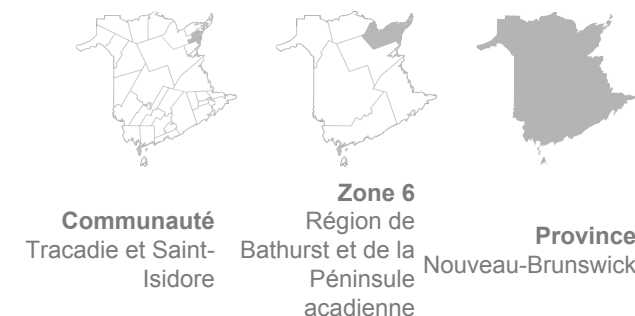 Communauté
Tracadie et Saint-
Isidore
Zone 6
Région de
Bathurst et de la
Péninsule
acadienne
Province
Nouveau-Brunswick